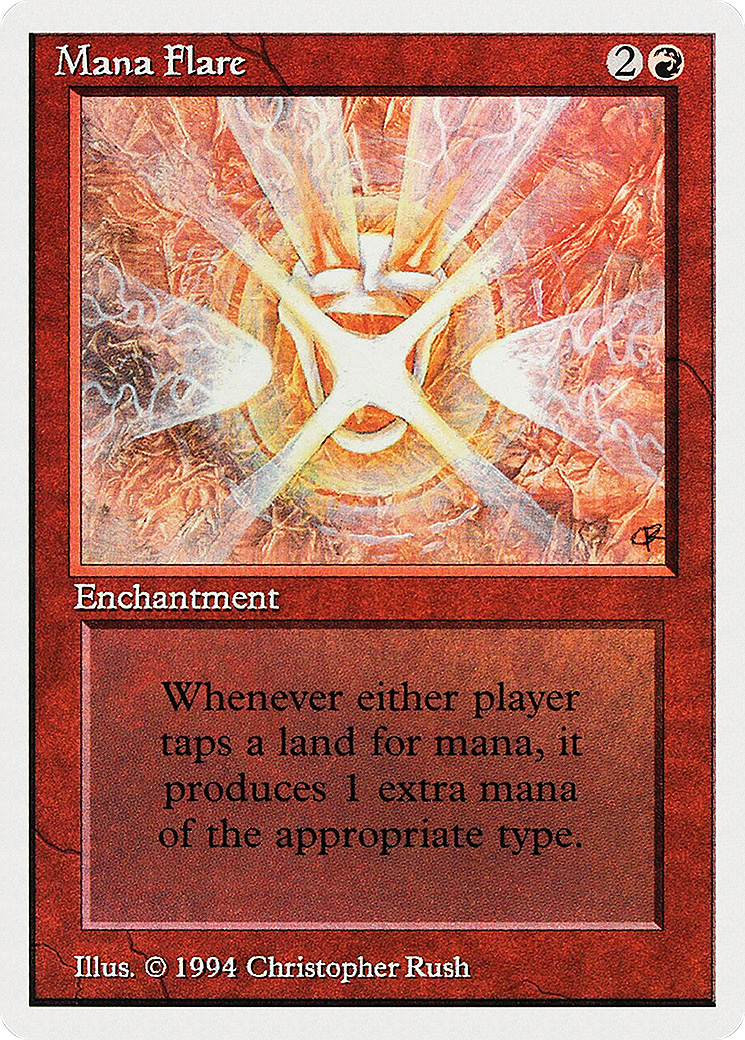 Mana Flare 2
Enchantment
Whenever either player
taps a land for mana, it
produces 1 extra mana
of the appropriate type.
Illus. © 1994 Christopher Rush